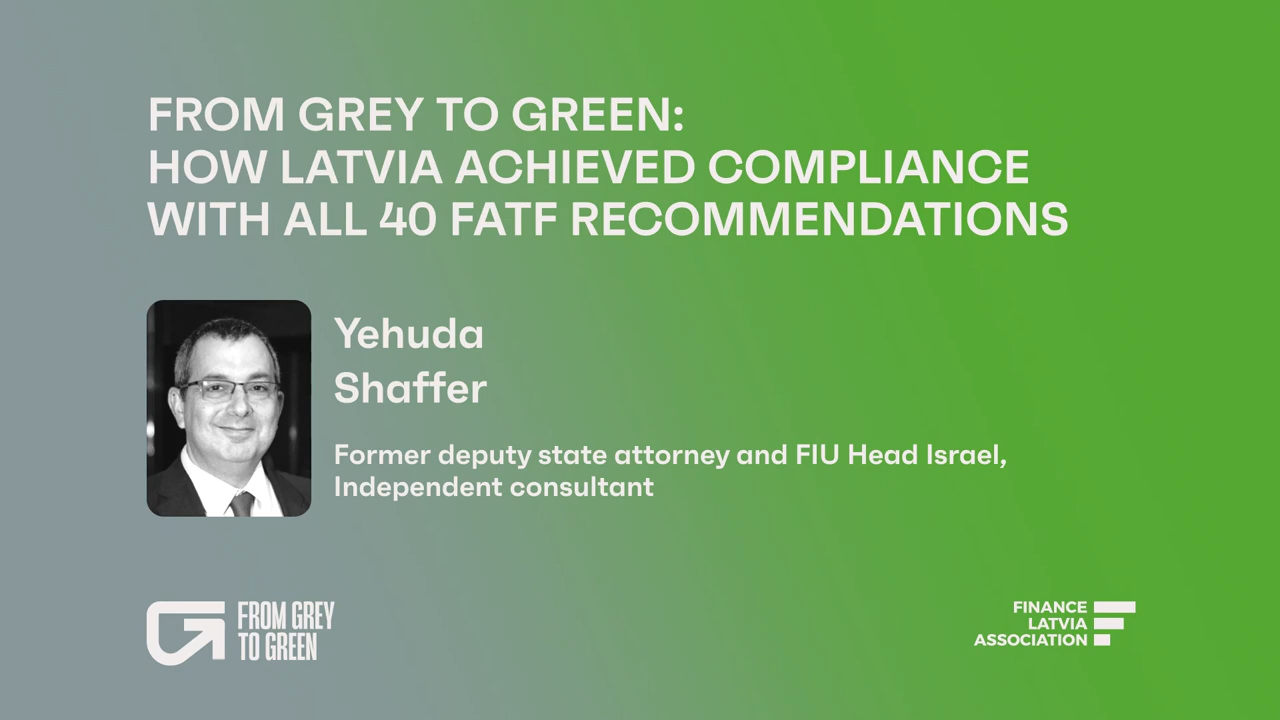 FROM GREY TO GREEN:
HOW LATVIA ACHIEVED COMPLIANCE
WITH ALL 40 FATF RECOMMENDATIONS
Yehuda
Shaffer
Former deputy state attorney and FIU Head Israel,
Independent consultant
FROM GREY
TO GREEN
FINANCE
LATVIA
ASSOCIATION